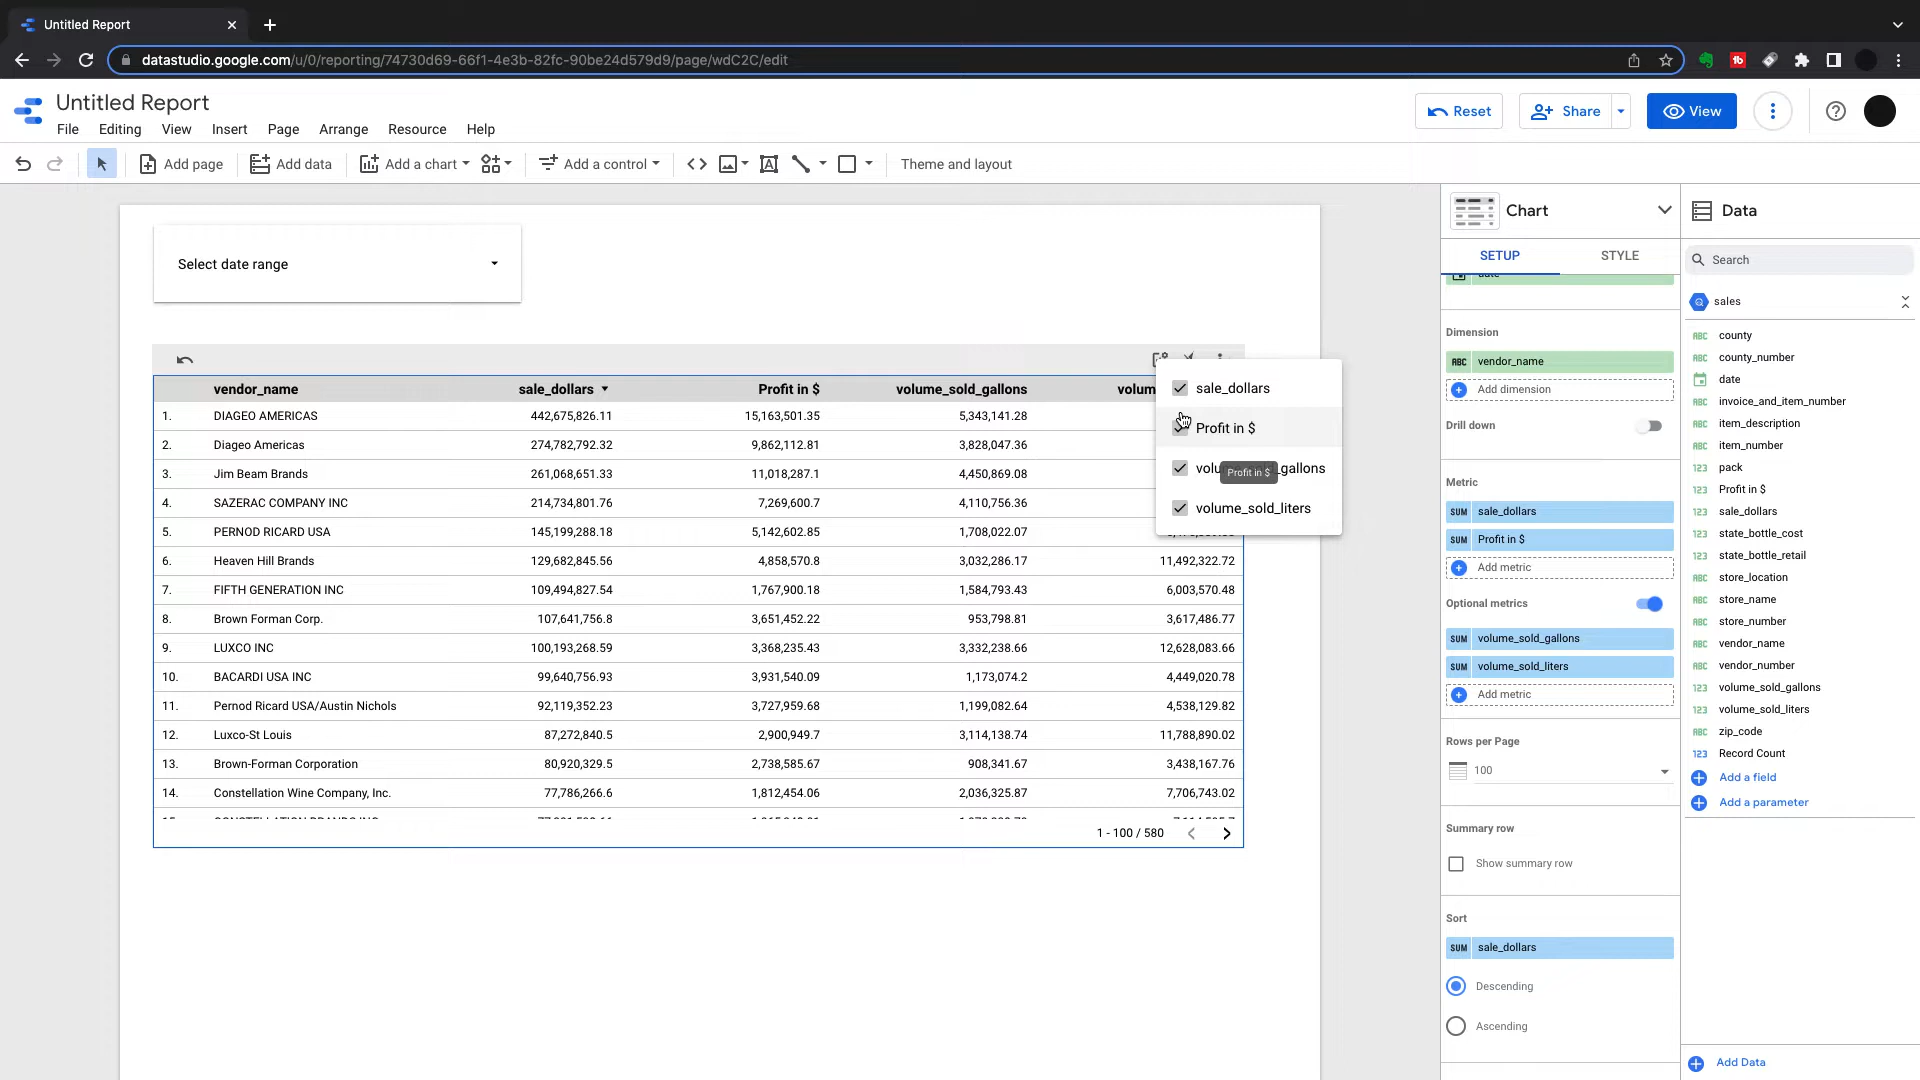 Untitled Report
datastudio.google.com/u/0/reporting/74730d69-66f1-4e3b-82fc-90be24d579d9/page/wdC2C/edit
Untitled Report
File Editing View Insert Page Arrange Resource Help
Reset Share View
Add page Add data Add a chart Add a control Theme and layout
Select date range
vendor_name sale_dollars Profit in $ volume_sold_gallons
1. DIAGEO AMERICAS 442,675,826.11 15,163,501.35 5,343,141.28
2. Diageo Americas 274,782,792.32 9,862,112.81 3,828,047.36
3. Jim Beam Brands 261,068,651.33 11,018,287.1 4,450,869.08
4. SAZERAC COMPANY INC 214,734,801.76 7,269,600.7 4,110,756.36
5. PERNOD RICARD USA 145,199,288.18 5,142,602.85 1,708,022.07
6. Heaven Hill Brands 129,682,845.56 4,858,570.8 3,032,286.17 11,492,322.72
7. FIFTH GENERATION INC 109,494,827.54 1,767,900.18 1,584,793.43 6,003,570.48
8. Brown Forman Corp. 107,641,756.8 3,651,452.22 953,798.81 3,617,486.77
9. LUXCO INC 100,193,268.59 3,368,235.43 3,332,238.66 12,628,083.66
10. BACARDI USA INC 99,640,756.93 3,931,540.09 1,173,074.2 4,449,020.78
11. Pernod Ricard USA/Austin Nichols 92,119,352.23 3,727,959.68 1,199,082.64 4,538,129.82
12. Luxco-St Louis 87,272,840.5 2,900,949.7 3,114,138.74 11,788,890.02
13. Brown-Forman Corporation 80,920,329.5 2,738,585.67 908,341.67 3,438,167.76
14. Constellation Wine Company, Inc. 77,786,266.6 1,812,454.06 2,036,325.87 7,706,743.02
1 - 100 / 580
sale_dollars
Profit in $
gallons
Profit in $
volume_sold_liters
Chart
SETUP STYLE
Dimension
ABC vendor_name
Add dimension
Drill down
Metric
SUM sale_dollars
SUM Profit in $
Add metric
Optional metrics
SUM volume_sold_gallons
SUM volume_sold_liters
Add metric
Rows per Page
100
Summary row
Show summary row
Sort
SUM sale_dollars
Descending
Ascending
Data
Search
sales
ABC county
ABC county_number
date
ABC invoice_and_item_number
ABC item_description
ABC item_number
123 pack
123 Profit in $
123 sale_dollars
123 state_bottle_cost
123 state_bottle_retail
ABC store_location
ABC store_name
ABC store_number
ABC vendor_name
ABC vendor_number
123 volume_sold_gallons
123 volume_sold_liters
ABC zip_code
123 Record Count
Add a field
Add a parameter
Add Data